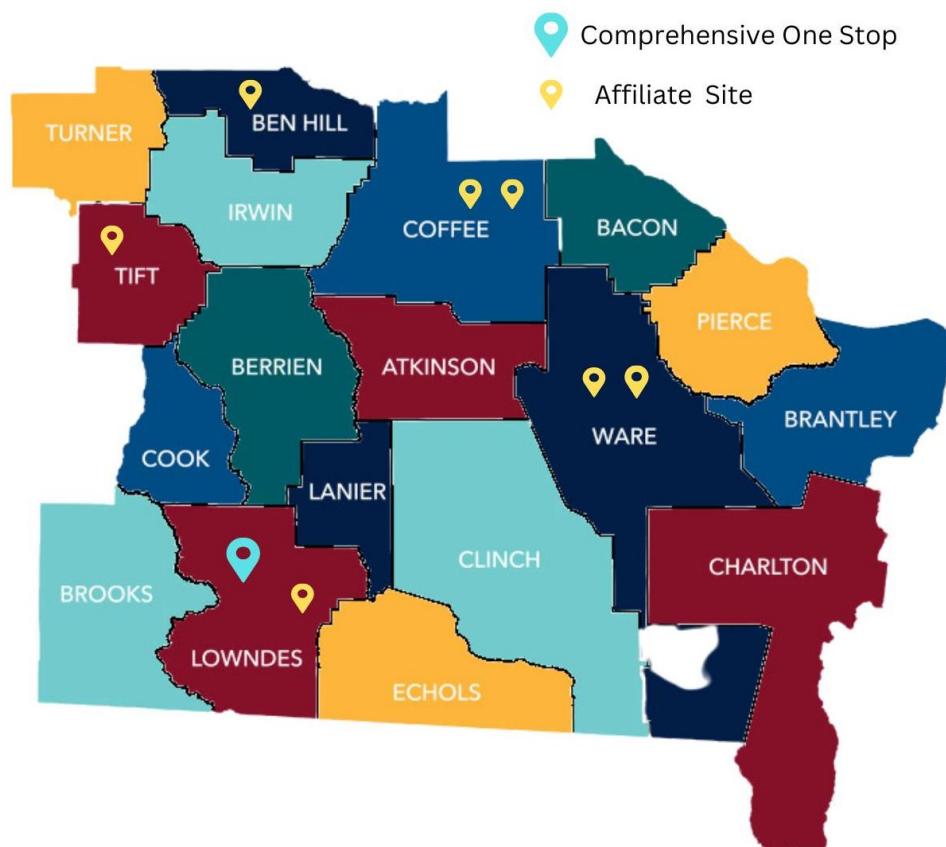 Comprehensive One Stop
Affiliate Site
TURNER
BEN HILL
IRWIN
COFFEE
BACON
TIFT
PIERCE
BERRIEN
ATKINSON
BRANTLEY
WARE
COOK
LANIER
CLINCH
CHARLTON
BROOKS
LOWNDES
ECHOLS